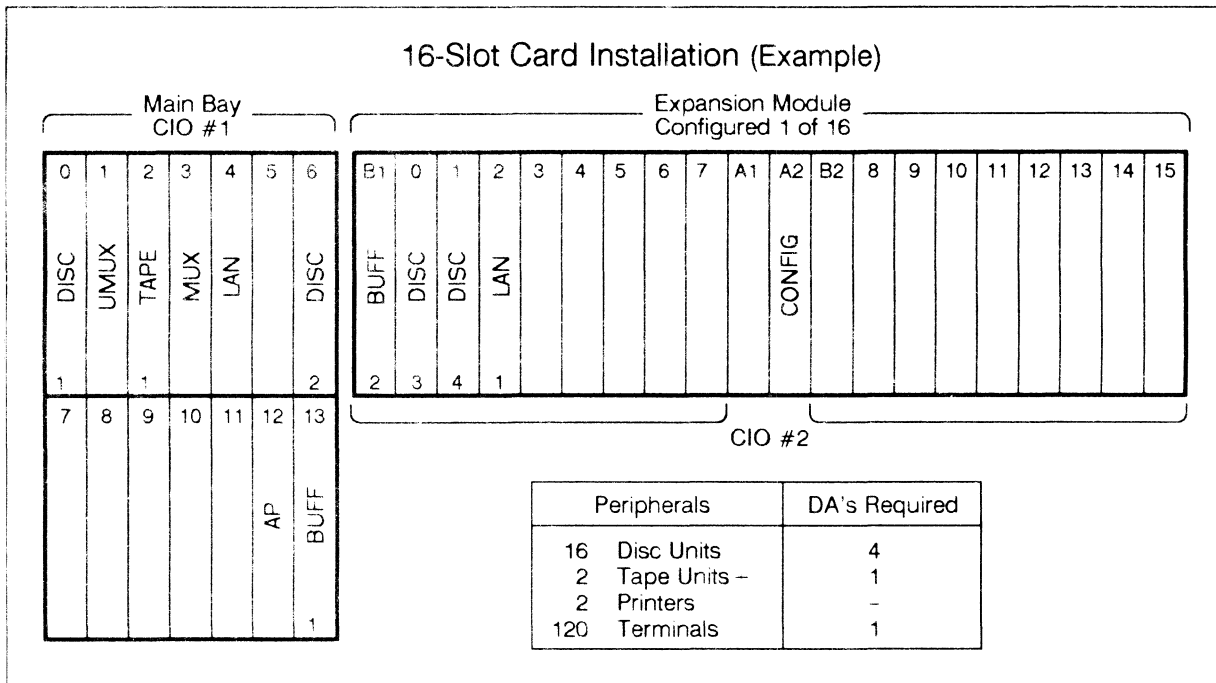 16-Slot Card Installation (Example)
Main Bay
CIO #1
Expansion Module
Configured 1 of 16
0 1 2 3 4 5 6
DISC UMUX TAPE MUX LAN DISC
1 1 2
7 8 9 10 11 12 13
AP BUFF
1
B1 0 1 2 3 4 5 6 7 A1 A2 B2 8 9 10 11 12 13 14 15
BUFF DISC DISC LAN CONFIG
2 3 4 1
CIO #2
Peripherals DA's Required
16 Disc Units 4
2 Tape Units – 1
2 Printers –
120 Terminals 1